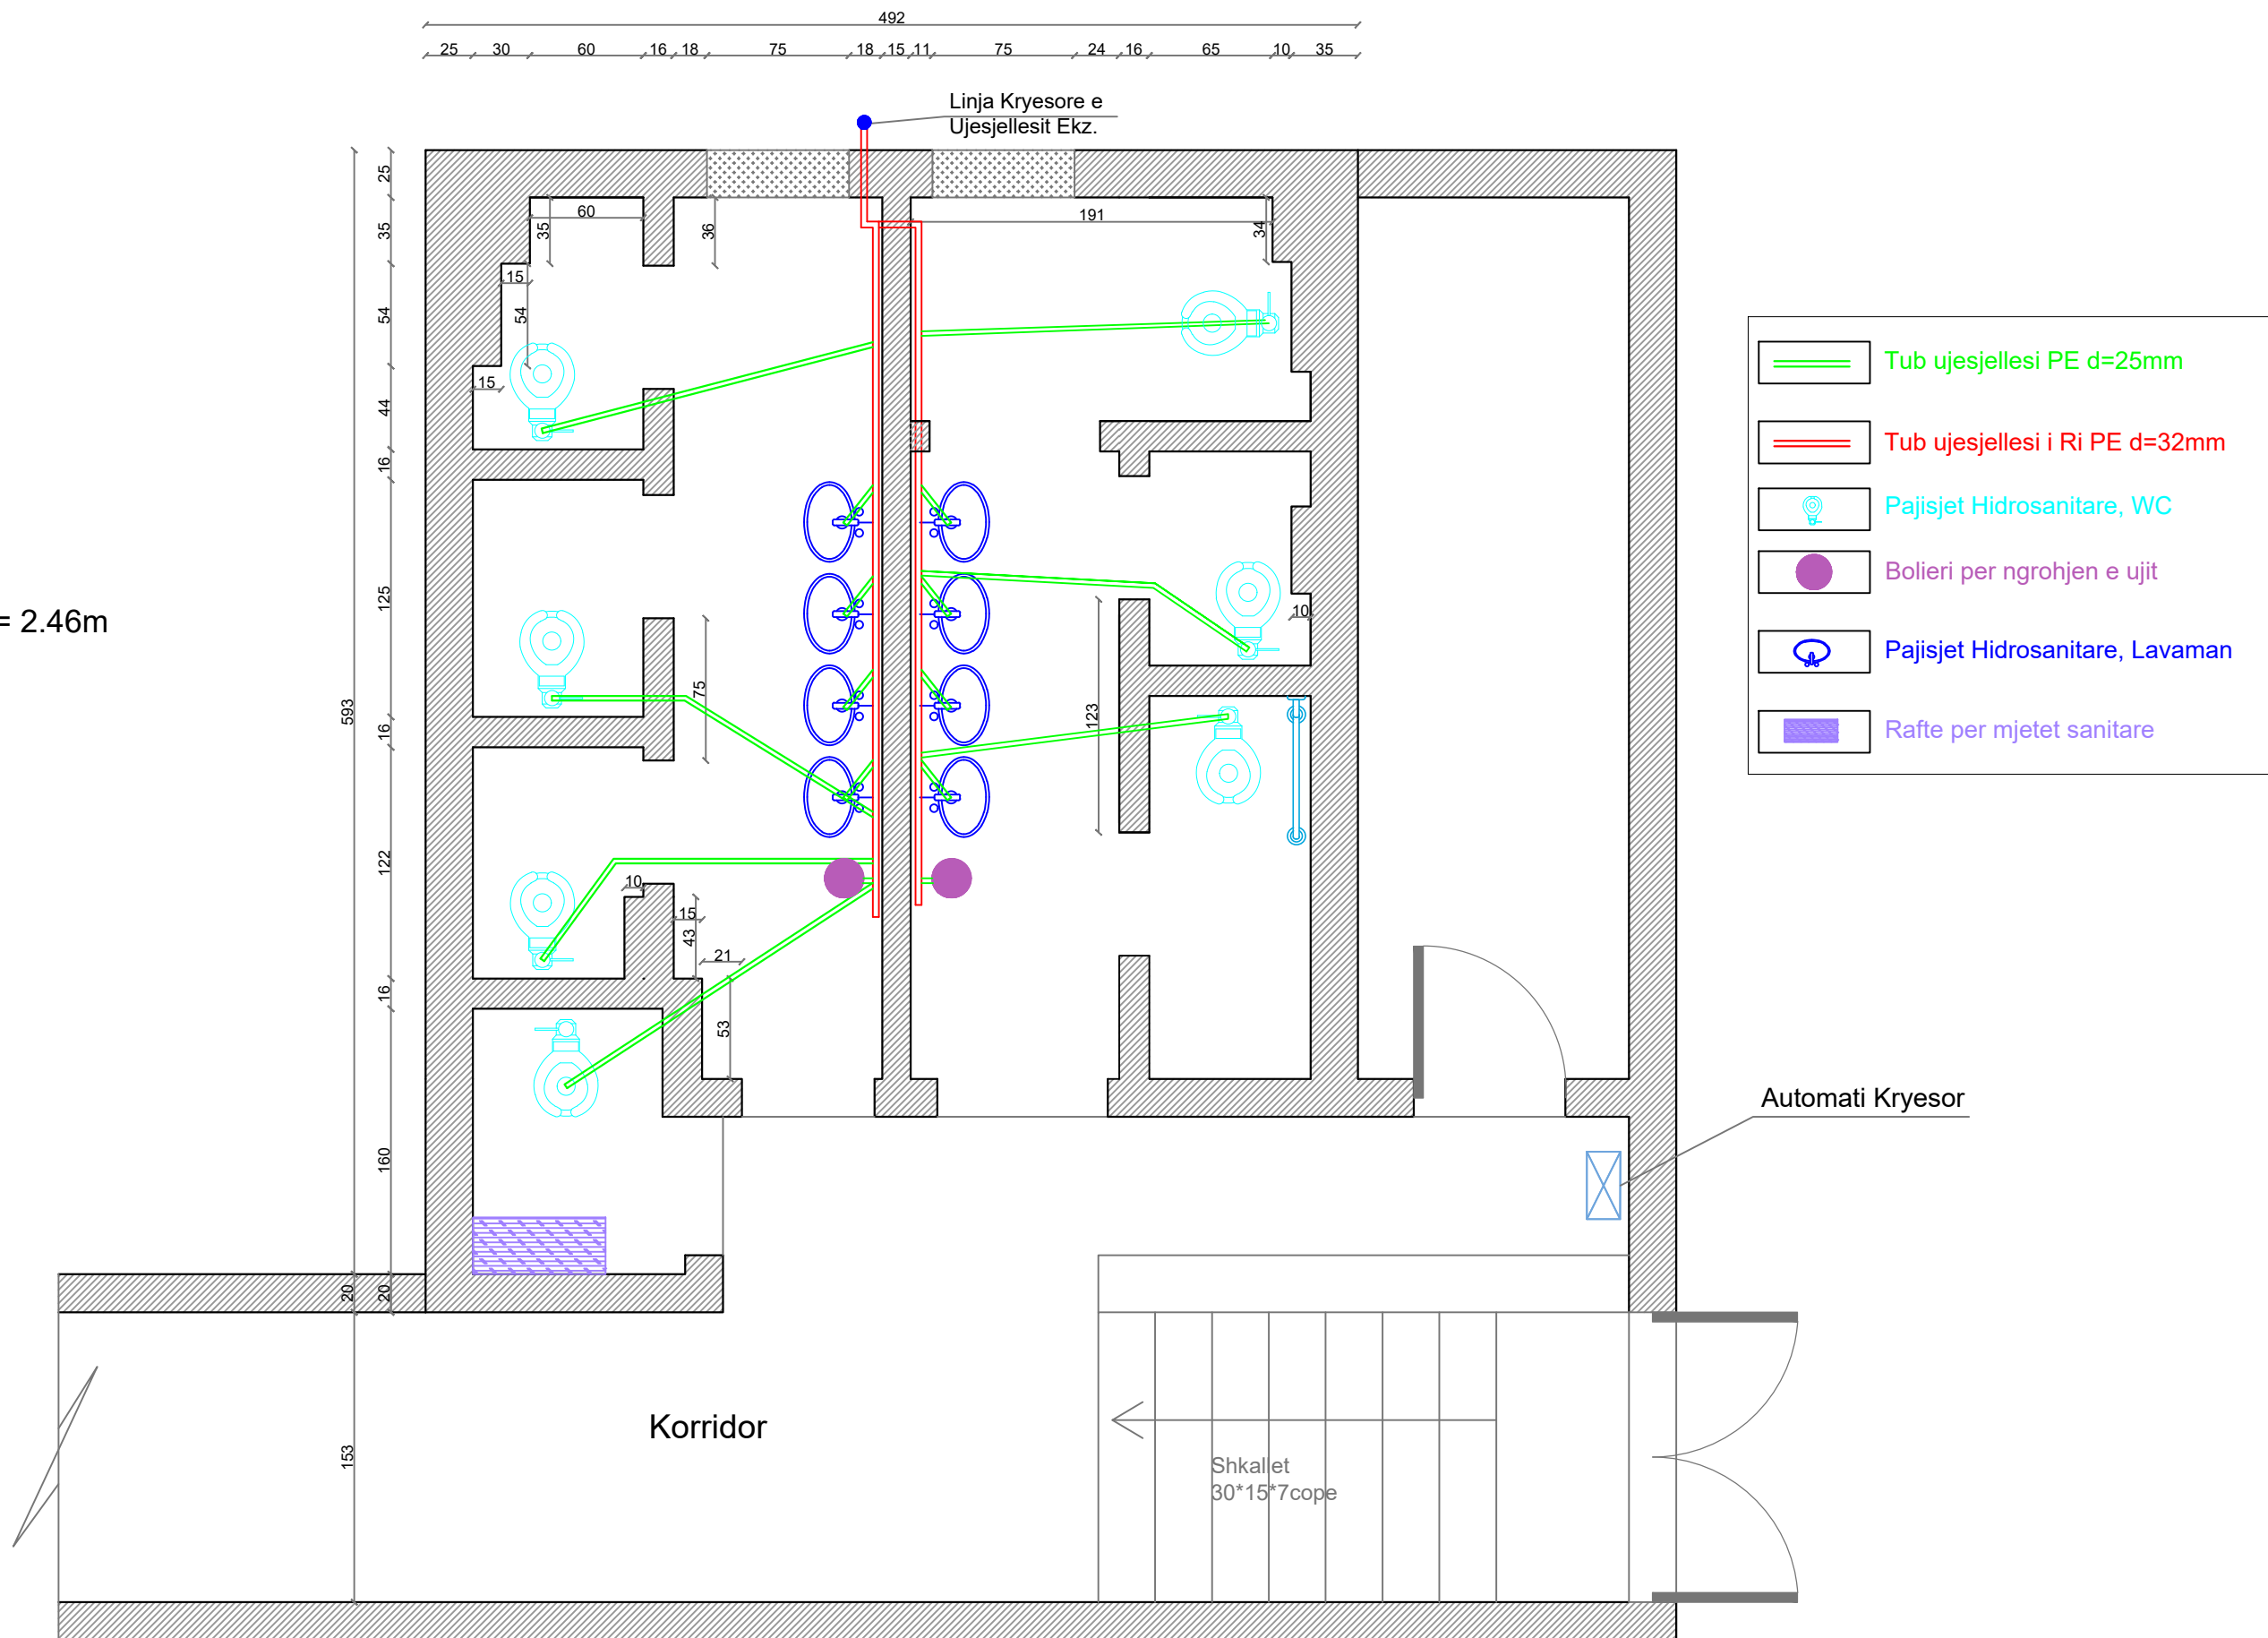 492
25 30 60 16 18 75 18 15 11 75 24 16 65 10 35
Linja Kryesore e
Ujesjellesit Ekz.
25
35
54
44
16
125
16
122
16
160
20
593
20
153
60
35
15
54
15
36
191
34
75
123
10
10
15
43
21
53
= 2.46m
Tub ujesjellesi PE d=25mm
Tub ujesjellesi i Ri PE d=32mm
Pajisjet Hidrosanitare, WC
Bolieri per ngrohjen e ujit
Pajisjet Hidrosanitare, Lavaman
Rafte per mjetet sanitare
Automati Kryesor
Korridor
Shkallet
30*15*7cope